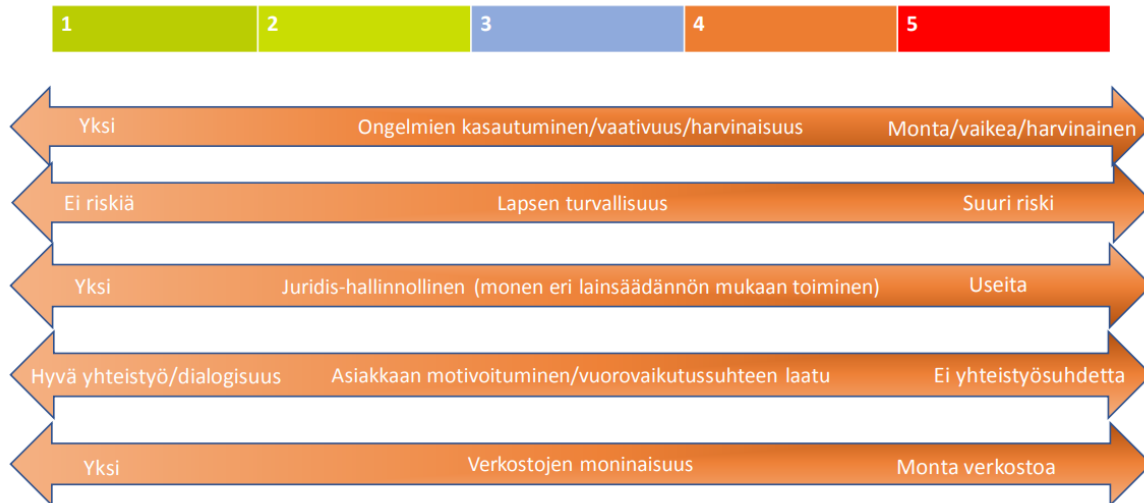 1 2 3 4 5
Yksi Ongelmien kasautuminen/vaativuus/harvinaisuus Monta/vaikea/harvinainen
Ei riskiä Lapsen turvallisuus Suuri riski
Yksi Juridis-hallinnollinen (monen eri lainsäädännön mukaan toiminen) Useita
Hyvä yhteistyö/dialogisuus Asiakkaan motivoituminen/vuorovaikutussuhteen laatu Ei yhteistyösuhdetta
Yksi Verkostojen moninaisuus Monta verkostoa